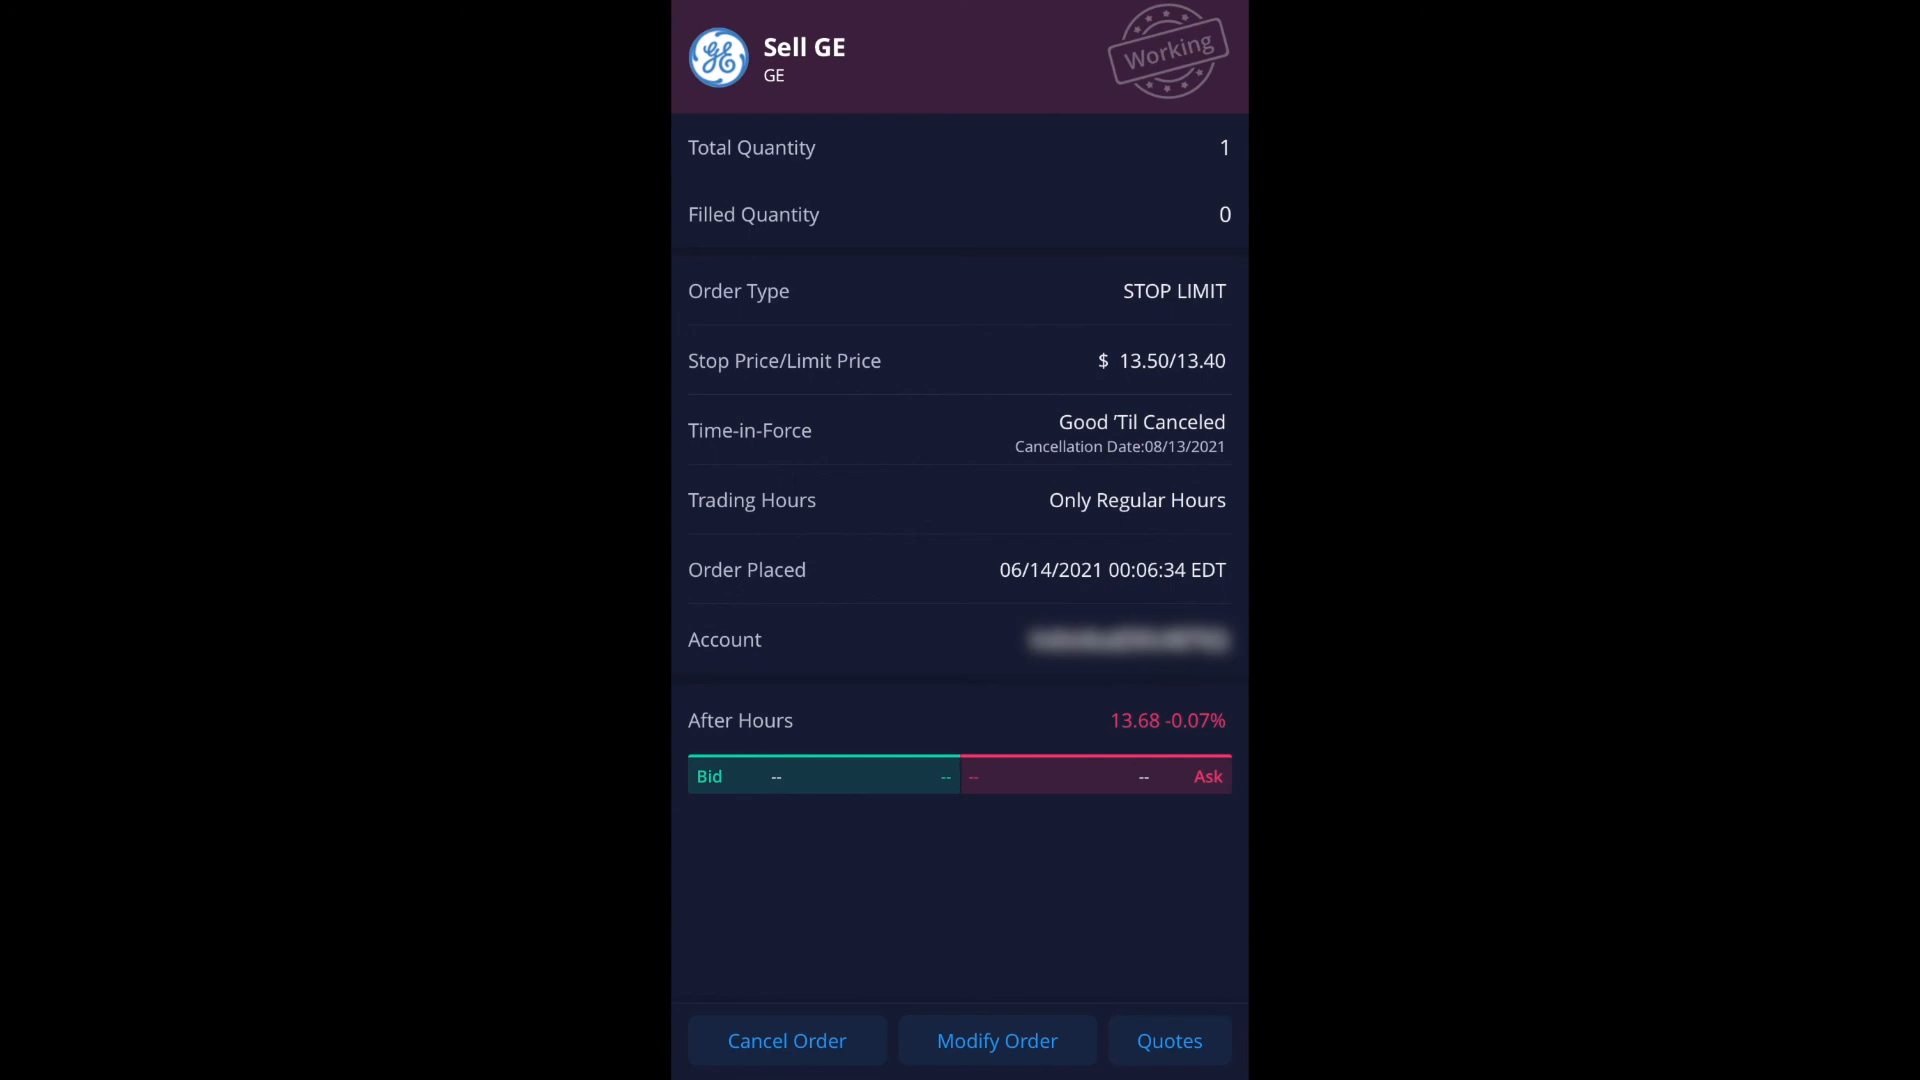 Sell GE
GE
Working
Total Quantity 1
Filled Quantity 0
Order Type STOP LIMIT
Stop Price/Limit Price $ 13.50/13.40
Time-in-Force Good ’Til Canceled
Cancellation Date:08/13/2021
Trading Hours Only Regular Hours
Order Placed 06/14/2021 00:06:34 EDT
Account
After Hours 13.68 -0.07%
Bid -- -- -- -- Ask
Cancel Order Modify Order Quotes